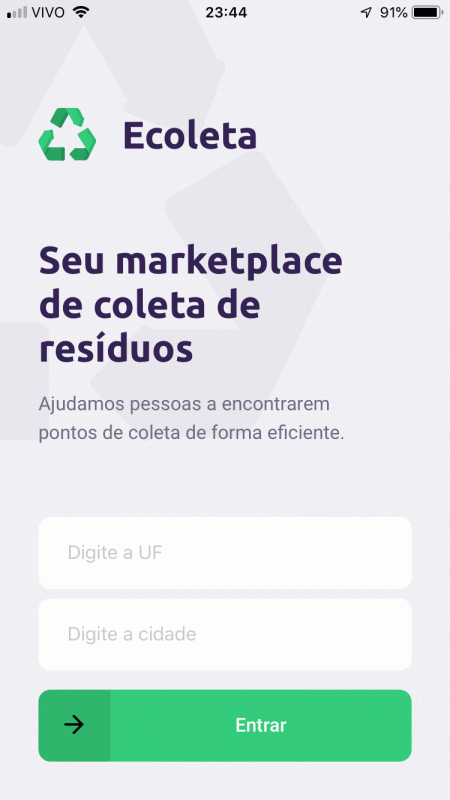 VIVO 23:44 91%
Ecoleta
Seu marketplace
de coleta de
resíduos
Ajudamos pessoas a encontrarem
pontos de coleta de forma eficiente.
Digite a UF
Digite a cidade
Entrar